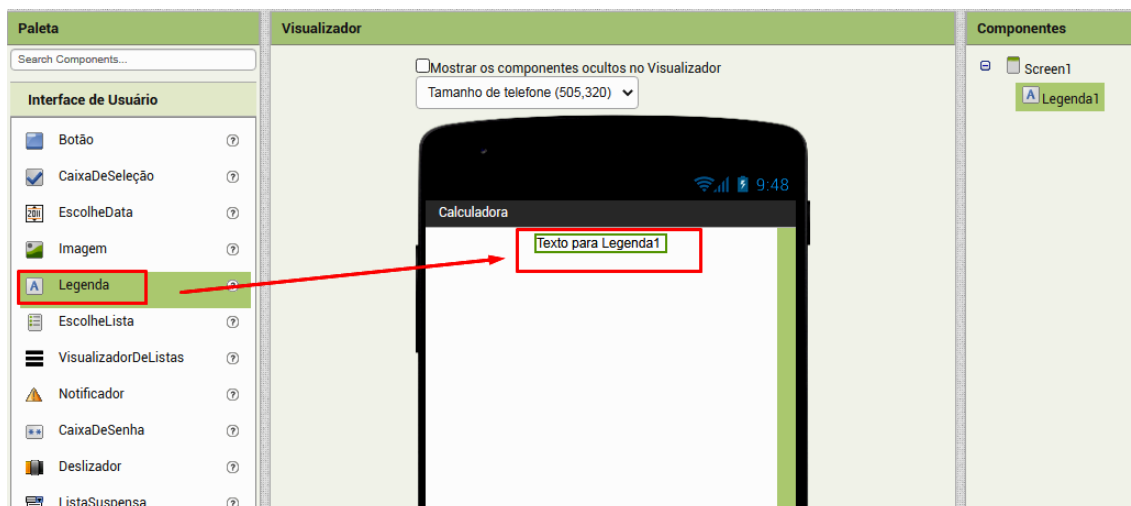 Paleta
Search Components...
Interface de Usuário
Botão
CaixaDeSeleção
EscolheData
Imagem
Legenda
EscolheLista
VisualizadorDeListas
Notificador
CaixaDeSenha
Deslizador
ListaSuspensa
Visualizador
Mostrar os componentes ocultos no Visualizador
Tamanho de telefone (505,320)
9:48
Calculadora
Texto para Legenda1
Componentes
Screen1
Legenda1